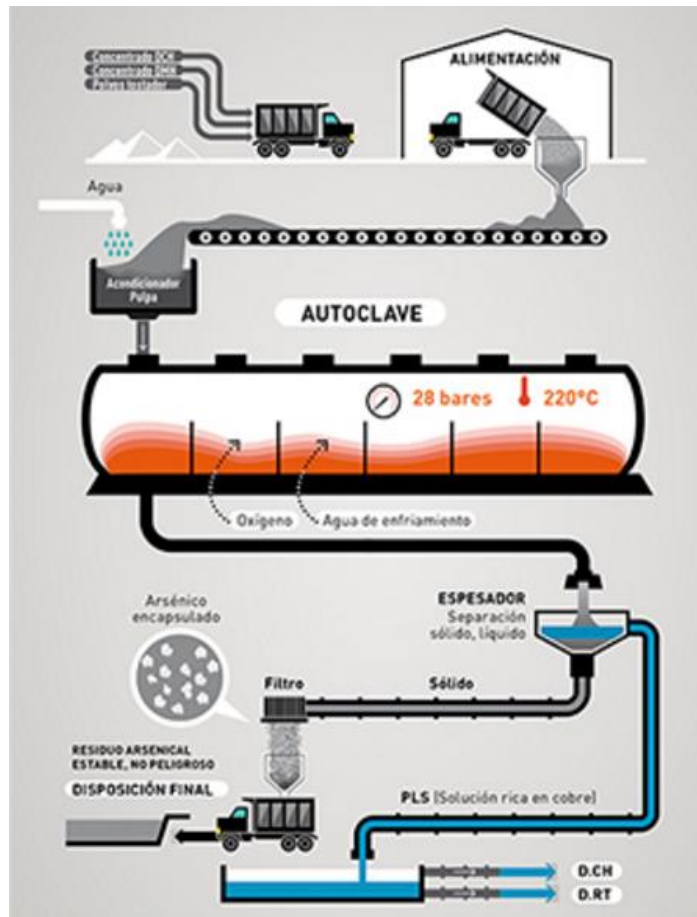 Concentrado DCH
Concentrado DMH
Polvos tostador
ALIMENTACIÓN
Agua
Acondicionador
Pulpa
AUTOCLAVE
28 bares
220°C
Oxígeno
Agua de enfriamiento
Arsénico
encapsulado
ESPESADOR
Separación
sólido, líquido
Filtro
Sólido
RESIDUO ARSENICAL
ESTABLE, NO PELIGROSO
DISPOSICIÓN FINAL
PLS (Solución rica en cobre)
D.CH
D.RT